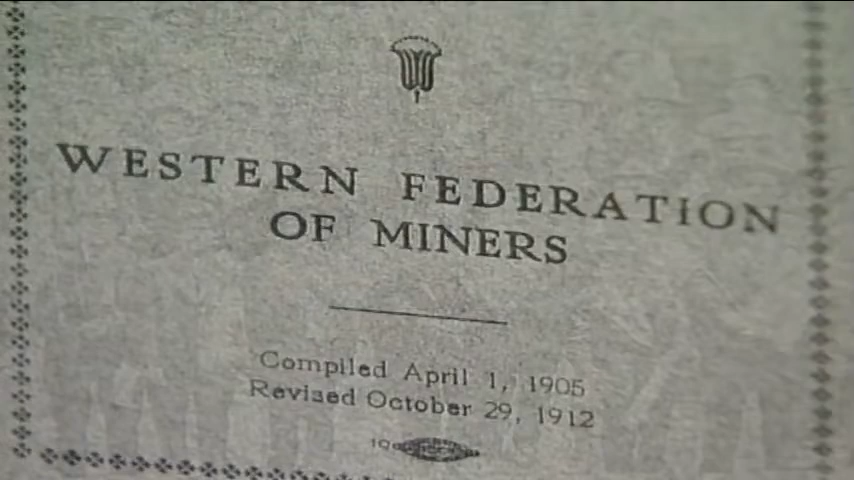 WESTERN FEDERATION
OF MINERS
Compiled April 1, 1905
Revised October 29, 1912